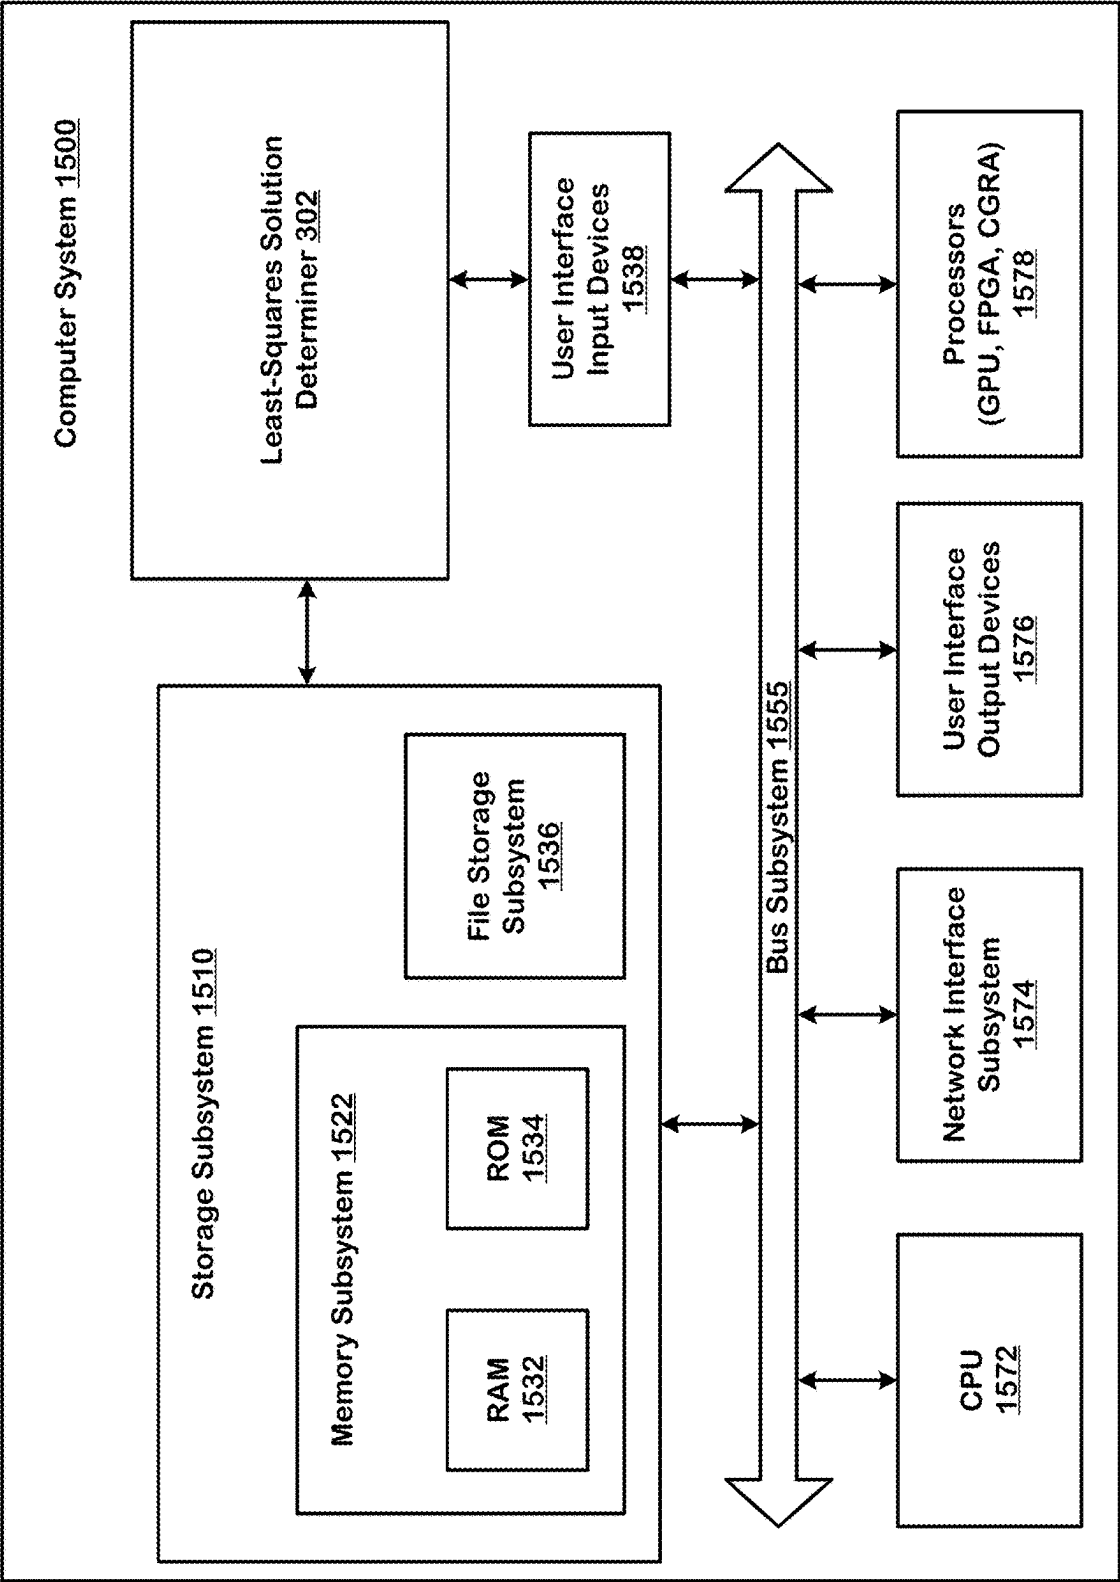 Computer System 1500
Least-Squares Solution
Determiner 302
Storage Subsystem 1510
Memory Subsystem 1522
RAM
1532
ROM
1534
File Storage
Subsystem
1536
User Interface
Input Devices
1538
Bus Subsystem 1555
CPU
1572
Network Interface
Subsystem
1574
User Interface
Output Devices
1576
Processors
(GPU, FPGA, CGRA)
1578